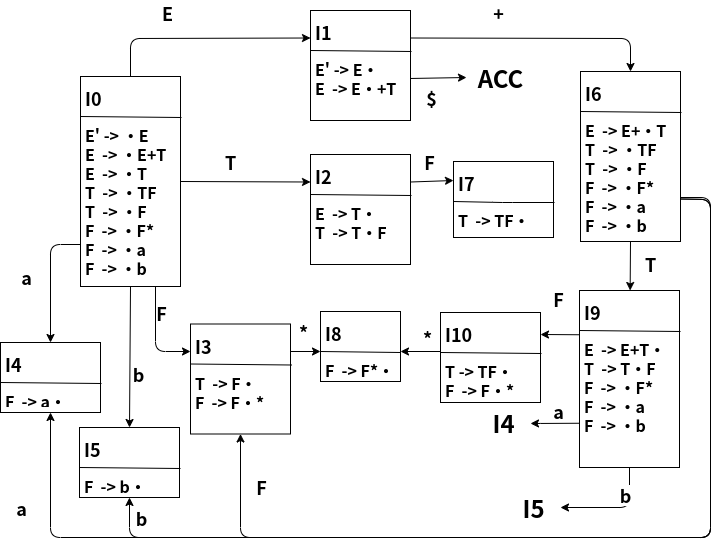 E
+
I1
E' -> E •
E -> E • +T
ACC
$
I0
E' -> • E
E -> • E+T
E -> • T
T -> • TF
T -> • F
F -> • F*
F -> • a
F -> • b
I6
E -> E+ • T
T -> • TF
T -> • F
F -> • F*
F -> • a
F -> • b
T
I2
E -> T •
T -> T • F
F
I7
T -> TF •
a
F
b
T
I4
F -> a •
I3
T -> F •
F -> F • *
*
I8
F -> F* •
*
I10
T -> TF •
F -> F • *
F
I9
E -> E+T •
T -> T • F
F -> • F*
F -> • a
F -> • b
I4
a
I5
F -> b •
a
b
F
I5
b